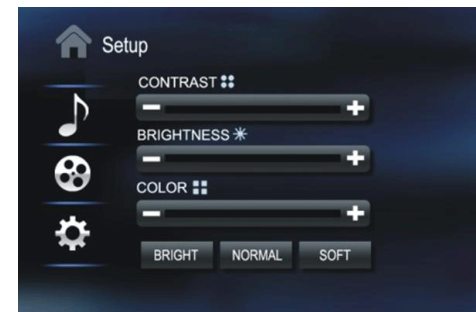 Setup
CONTRAST
BRIGHTNESS
COLOR
BRIGHT NORMAL SOFT